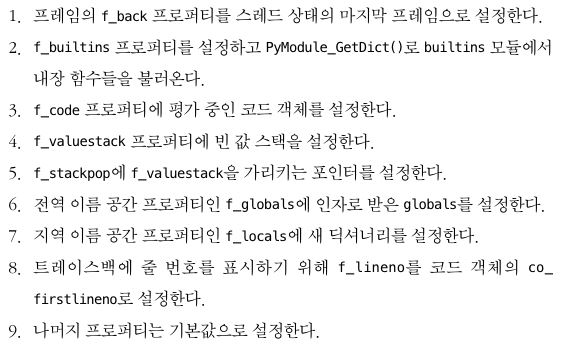 1. 프레임의 f_back 프로퍼티를 스레드 상태의 마지막 프레임으로 설정한다.
2. f_builtins 프로퍼티를 설정하고 PyModule_GetDict()로 builtins 모듈에서
내장 함수들을 불러온다.
3. f_code 프로퍼티에 평가 중인 코드 객체를 설정한다.
4. f_valuestack 프로퍼티에 빈 값 스택을 설정한다.
5. f_stackpop에 f_valuestack을 가리키는 포인터를 설정한다.
6. 전역 이름 공간 프로퍼티인 f_globals에 인자로 받은 globals를 설정한다.
7. 지역 이름 공간 프로퍼티인 f_locals에 새 딕셔너리를 설정한다.
8. 트레이스백에 줄 번호를 표시하기 위해 f_lineno를 코드 객체의 co_
firstlineno로 설정한다.
9. 나머지 프로퍼티는 기본값으로 설정한다.